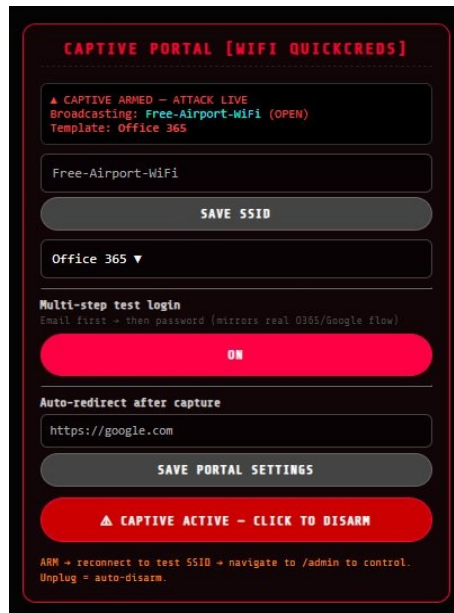 CAPTIVE PORTAL [WIFI QUICKCREDS]
▲ CAPTIVE ARMED — ATTACK LIVE
Broadcasting: Free-Airport-WiFi (OPEN)
Template: Office 365
Free-Airport-WiFi
SAVE SSID
Office 365 ▼
Multi-step test login
Email first → then password (mirrors real O365/Google flow)
ON
Auto-redirect after capture
https://google.com
SAVE PORTAL SETTINGS
⚠ CAPTIVE ACTIVE — CLICK TO DISARM
ARM → reconnect to test SSID → navigate to /admin to control.
Unplug = auto-disarm.